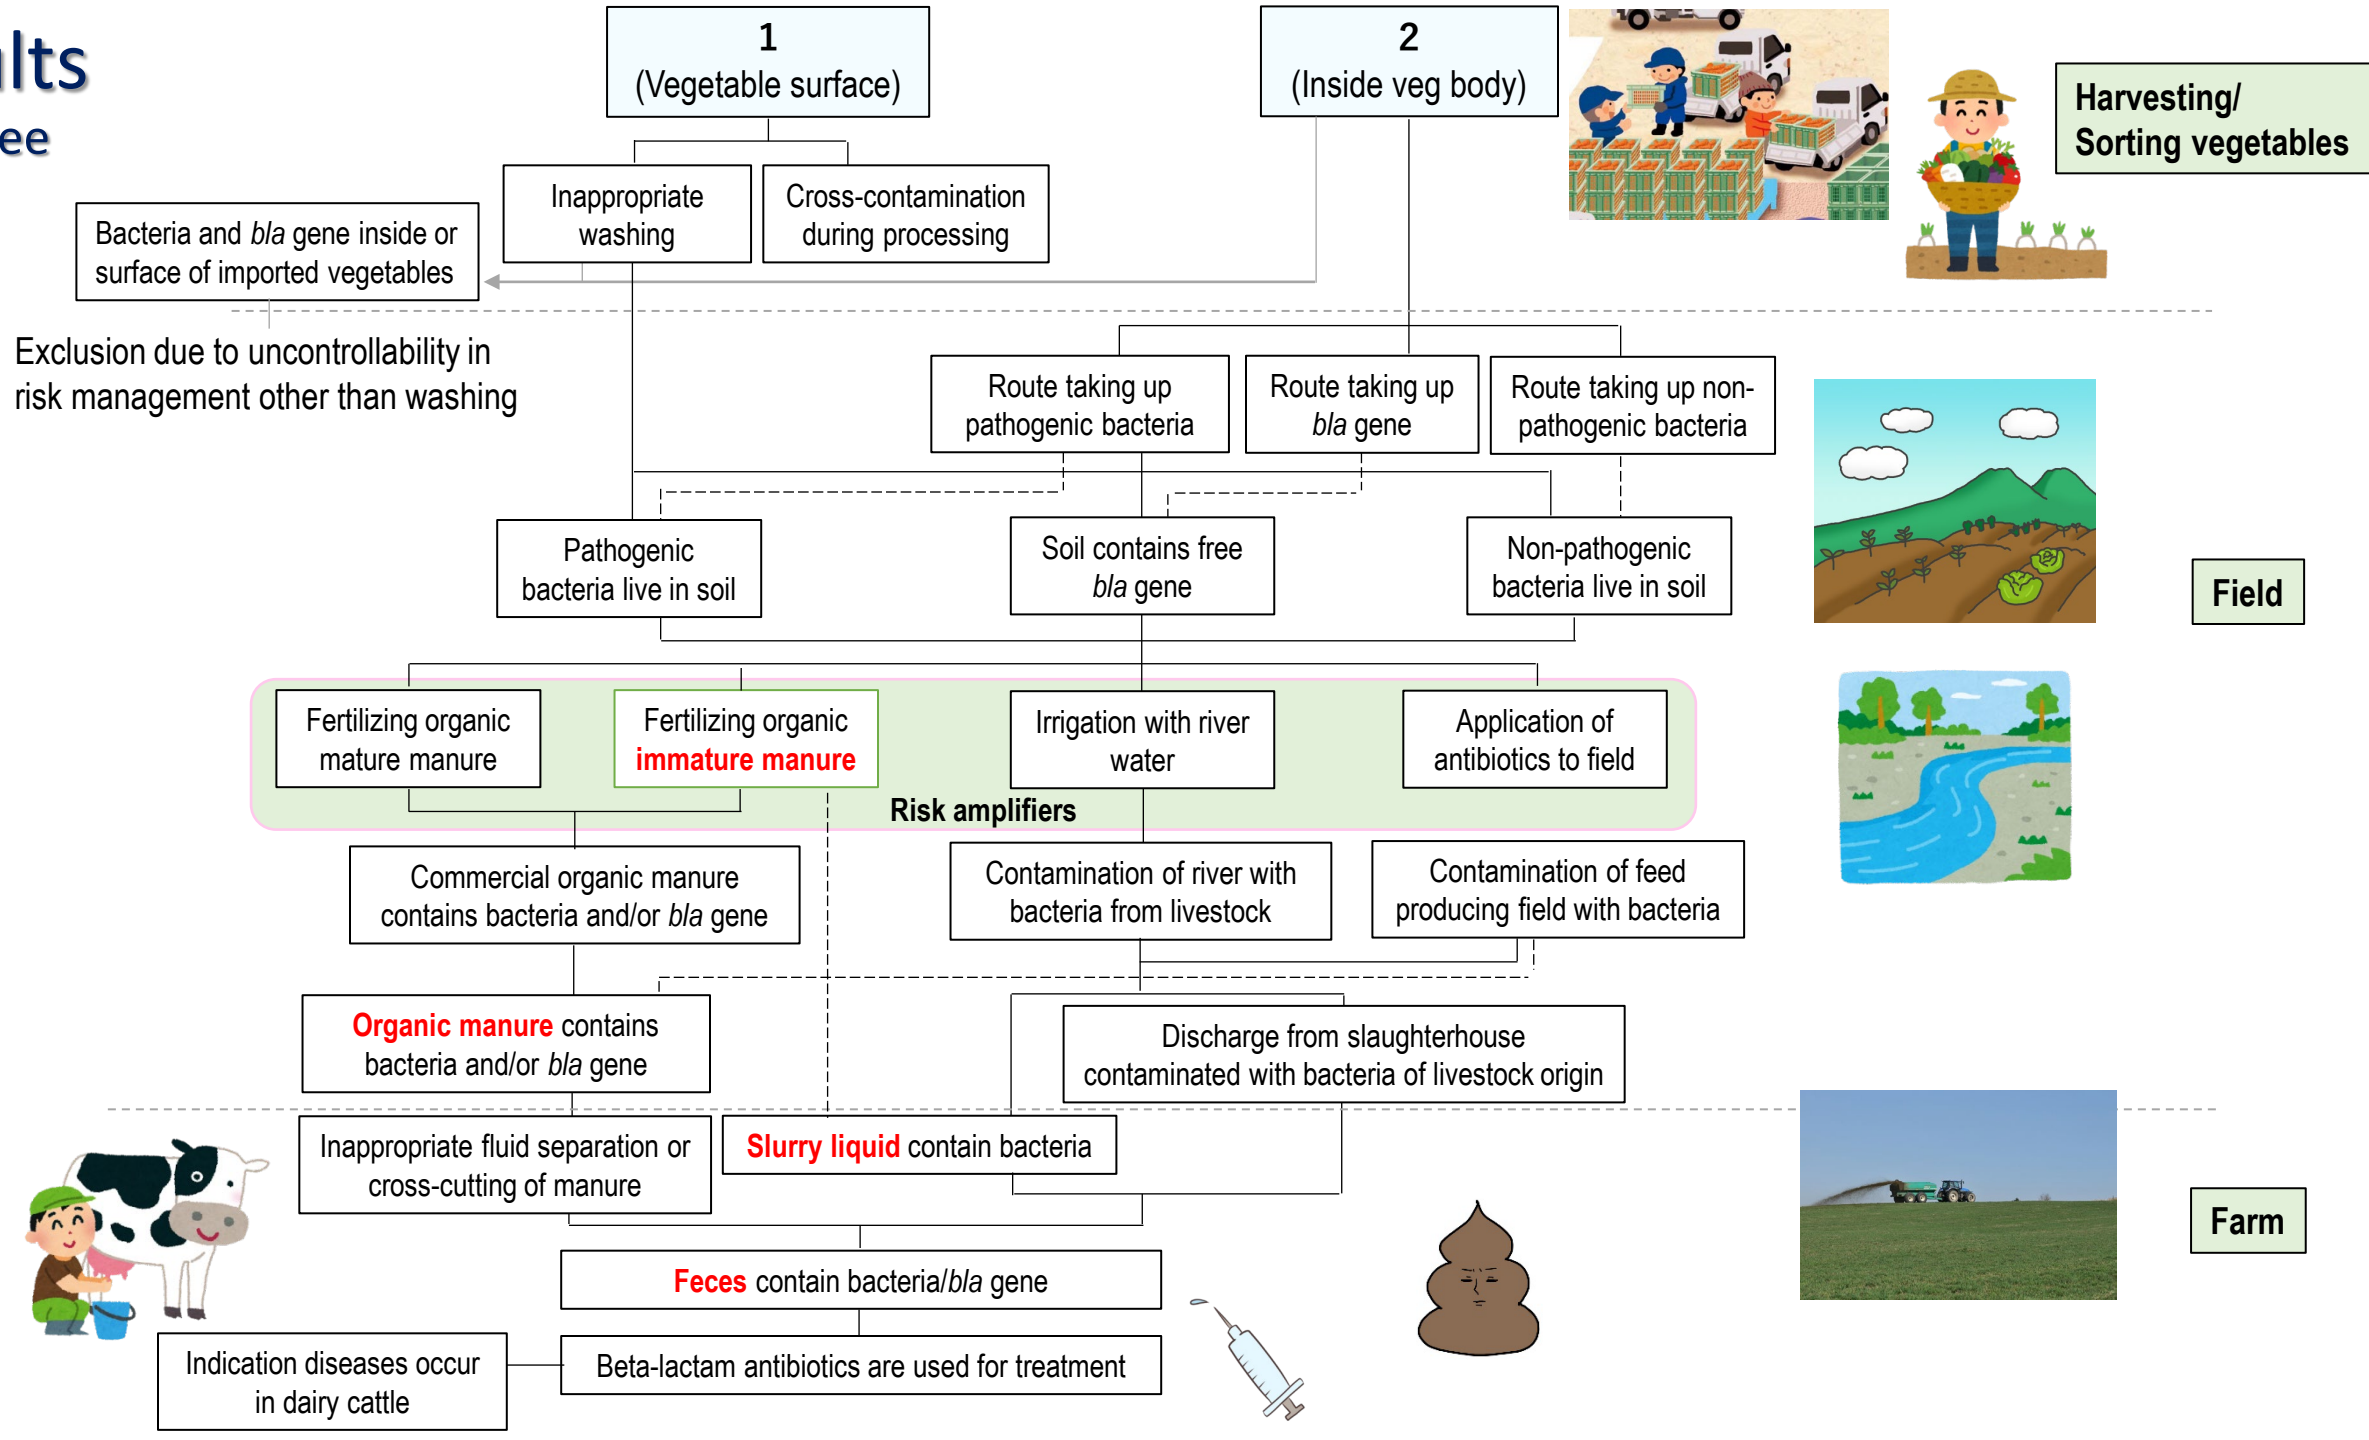 ults
ee
1
(Vegetable surface)
2
(Inside veg body)
Harvesting/
Sorting vegetables
Inappropriate
washing
Cross-contamination
during processing
Bacteria and bla gene inside or
surface of imported vegetables
Exclusion due to uncontrollability in
risk management other than washing
Route taking up
pathogenic bacteria
Route taking up
bla gene
Route taking up non-
pathogenic bacteria
Pathogenic
bacteria live in soil
Soil contains free
bla gene
Non-pathogenic
bacteria live in soil
Field
Fertilizing organic
mature manure
Fertilizing organic
immature manure
Irrigation with river
water
Application of
antibiotics to field
Risk amplifiers
Commercial organic manure
contains bacteria and/or bla gene
Contamination of river with
bacteria from livestock
Contamination of feed
producing field with bacteria
Organic manure contains
bacteria and/or bla gene
Discharge from slaughterhouse
contaminated with bacteria of livestock origin
Inappropriate fluid separation or
cross-cutting of manure
Slurry liquid contain bacteria
Farm
Feces contain bacteria/bla gene
Indication diseases occur
in dairy cattle
Beta-lactam antibiotics are used for treatment